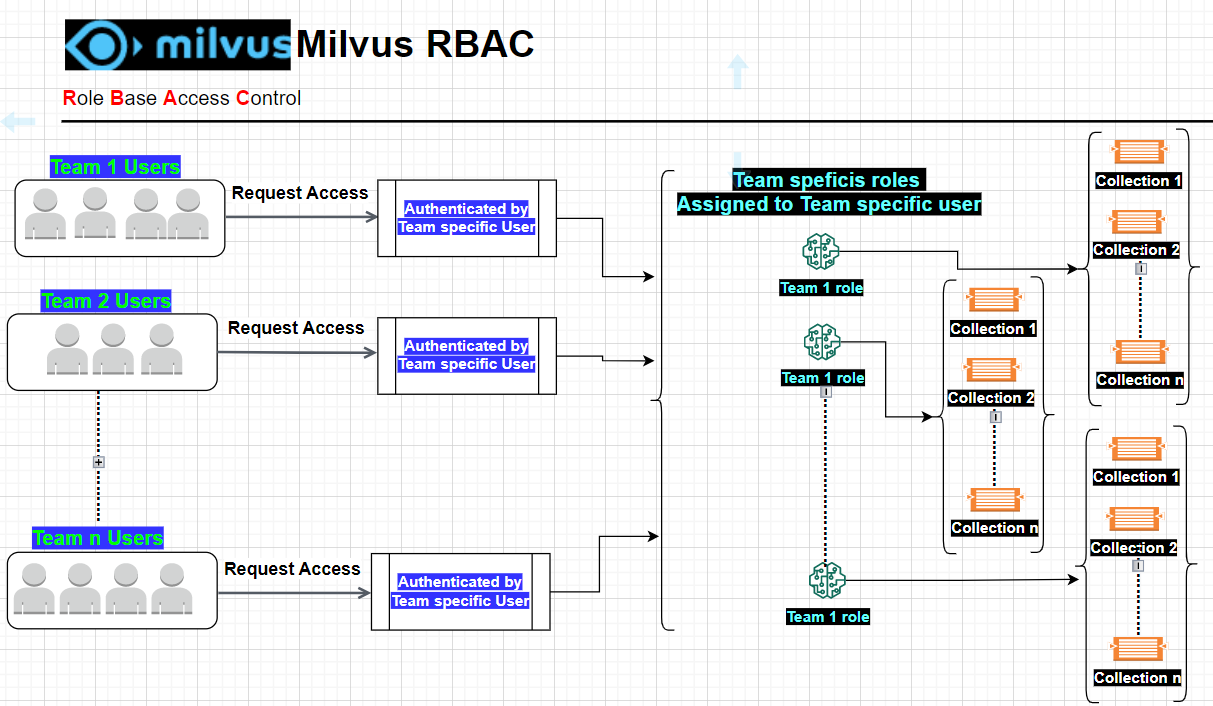 milvus Milvus RBAC
Role Base Access Control
Team 1 Users
Request Access
Authenticated by
Team specific User
Team 2 Users
Request Access
Authenticated by
Team specific User
Team n Users
Request Access
Authenticated by
Team specific User
Team speficis roles
Assigned to Team specific user
Team 1 role
Team 1 role
Team 1 role
Collection 1
Collection 2
Collection n
Collection 1
Collection 2
Collection n
Collection 1
Collection 2
Collection n